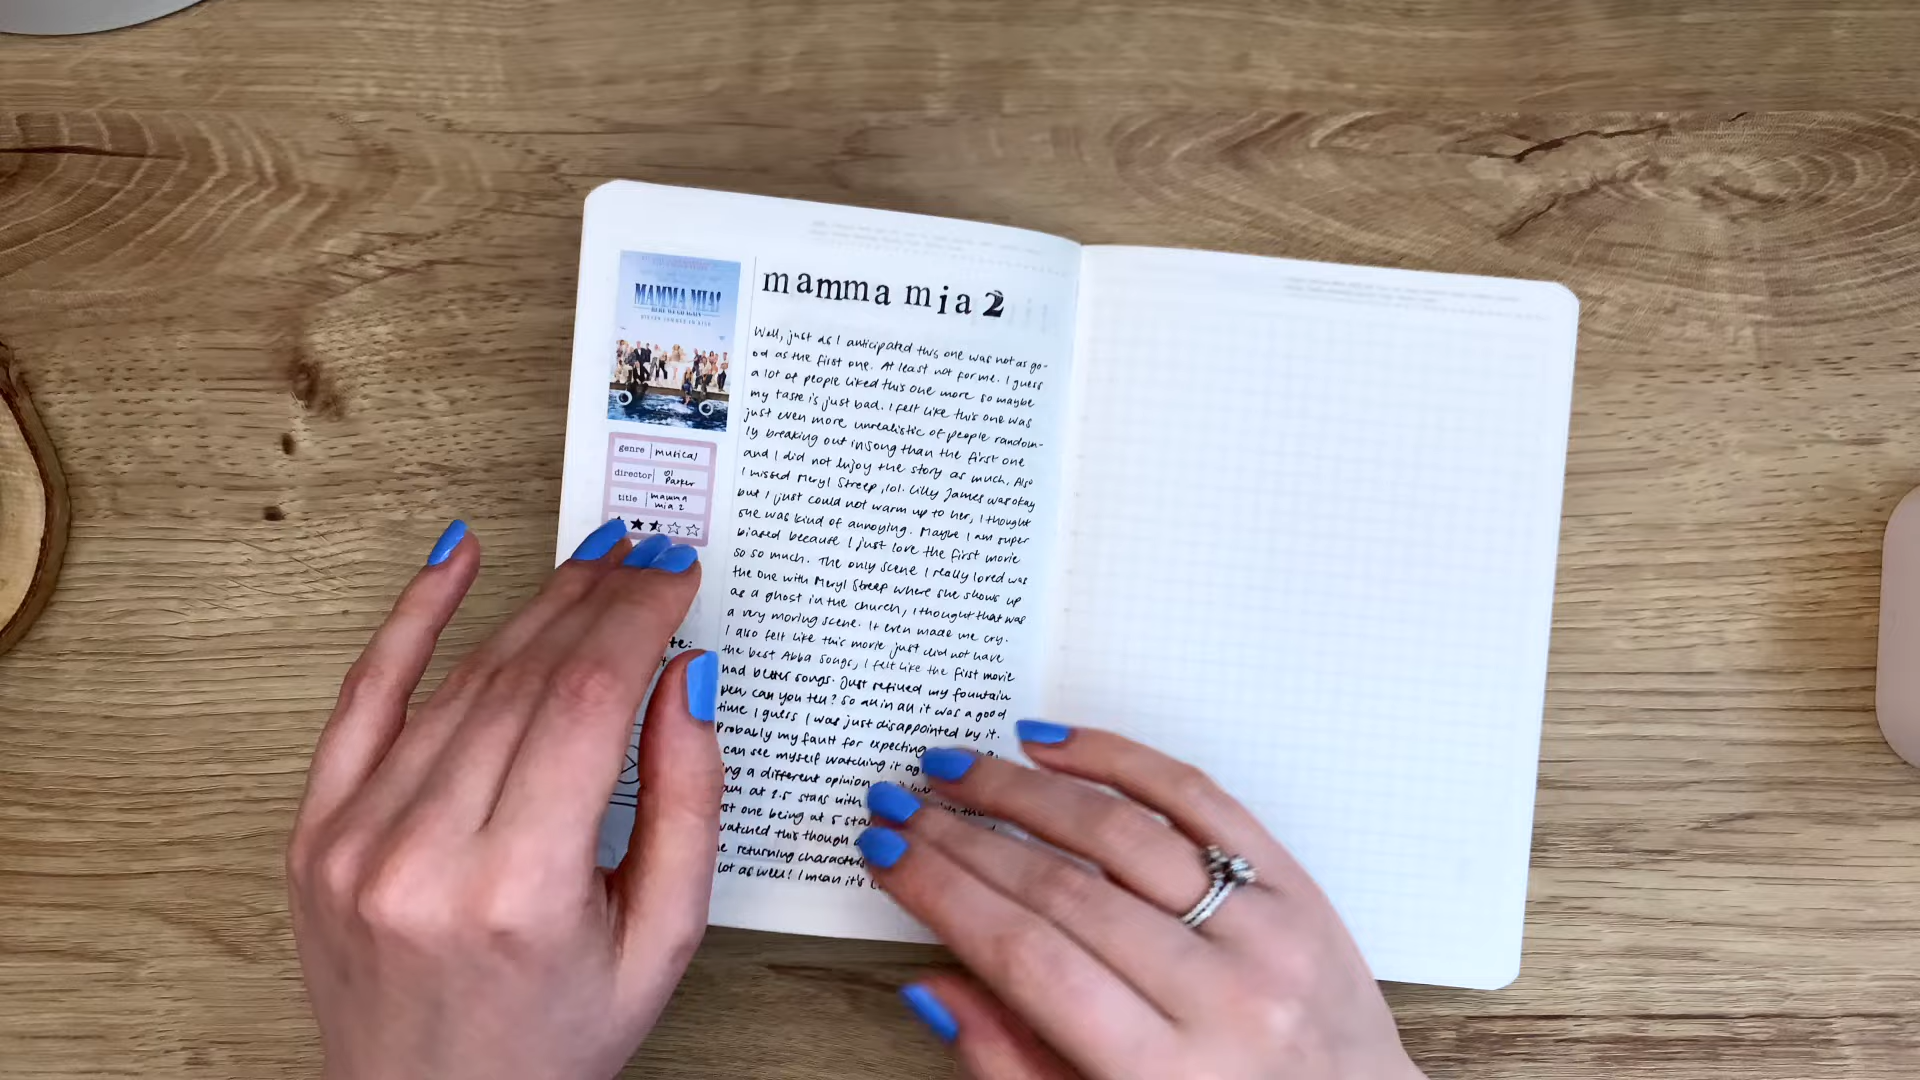 MAMMA MIA!
HERE WE GO AGAIN
genre | musical
director | Ol Parker
title | mamma mia 2
te:
mamma mia 2
Well, just as I anticipated this one was not as go-
od as the first one. At least not for me. I guess
a lot of people liked this one more so maybe
my taste is just bad. I felt like this one was
just even more unrealistic of people random-
ly breaking out in song than the first one
and I did not enjoy the story as much. Also
I missed Meryl Streep, lol. Lilly James was okay
but I just could not warm up to her, I thought
she was kind of annoying. Maybe I am super
biased because I just love the first movie
so so much. The only scene I really loved was
the one with Meryl Streep where she shows up
as a ghost in the church, I thought that was
a very moving scene. It even made me cry.
I also felt like this movie just did not have
the best Abba songs, I felt like the first movie
had better songs. Just refilled my fountain
pen can you tell? So all in all it was a good
time I guess I was just disappointed by it.
Probably my fault for expecting
can see myself watching it ag
ing a different opinion
at 2.5 stars with the
one being at 5 sta
watched this though
returning character
lot as well! I mean it's